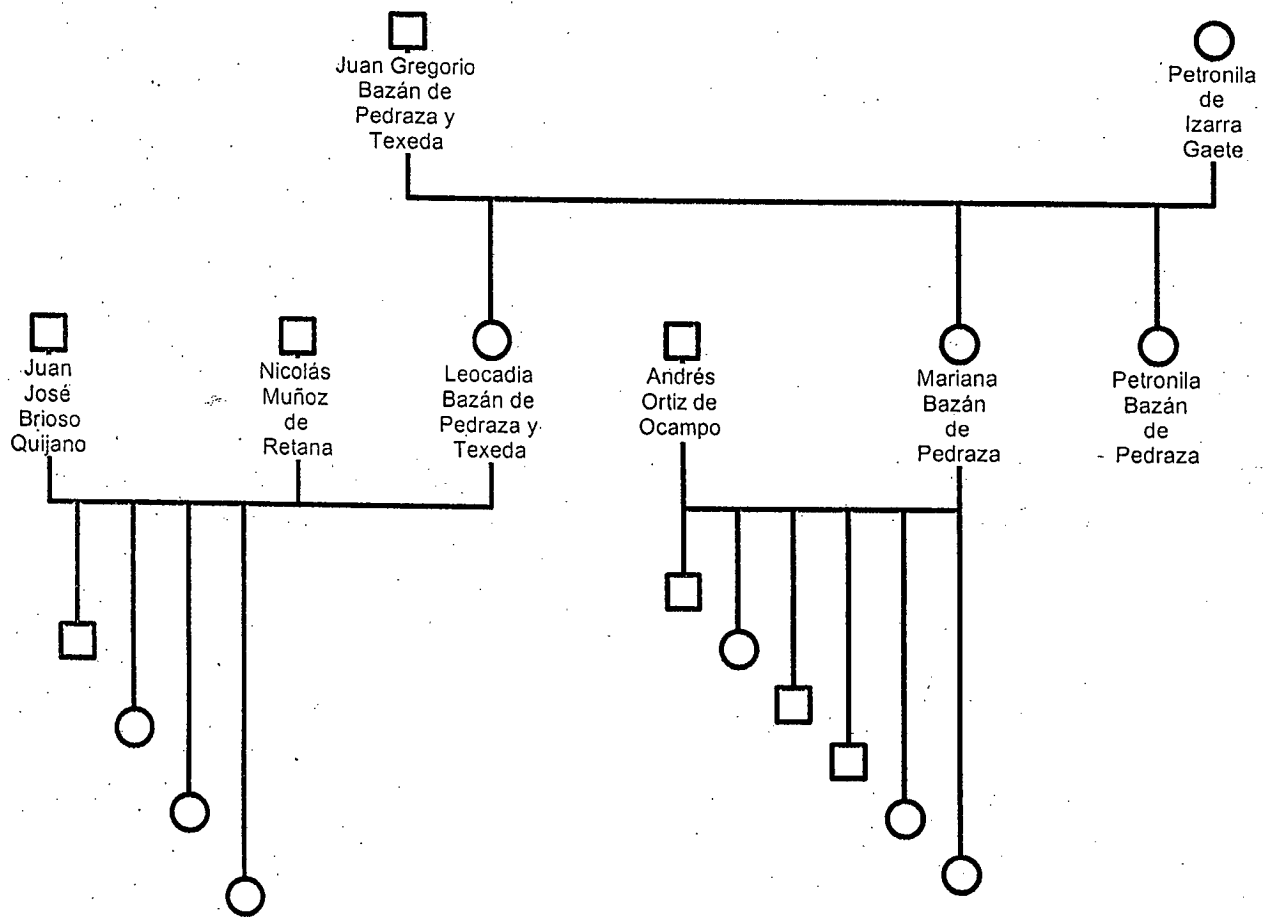 Juan Gregorio
Bazán de
Pedraza y
Texeda
Petronila
de
Izarra
Gaete
Juan
José
Brioso
Quijano
Nicolás
Muñoz
de
Retana
Leocadia
Bazán de
Pedraza y
Texeda
Andrés
Ortiz de
Ocampo
Mariana
Bazán
de
Pedraza
Petronila
Bazán
de
Pedraza